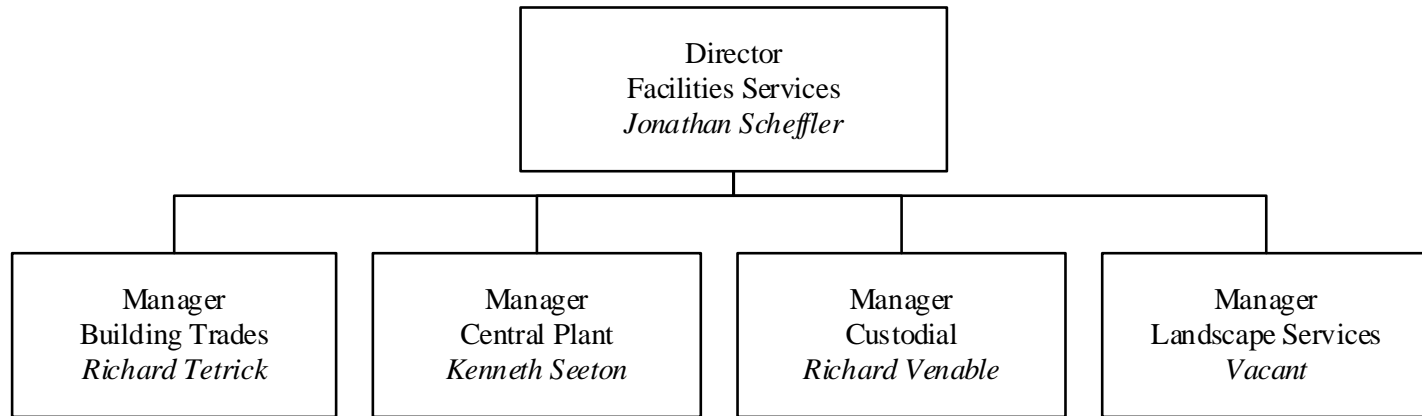 Director
Facilities Services
Jonathan Scheffler
Manager
Building Trades
Richard Tetrick
Manager
Central Plant
Kenneth Seeton
Manager
Custodial
Richard Venable
Manager
Landscape Services
Vacant